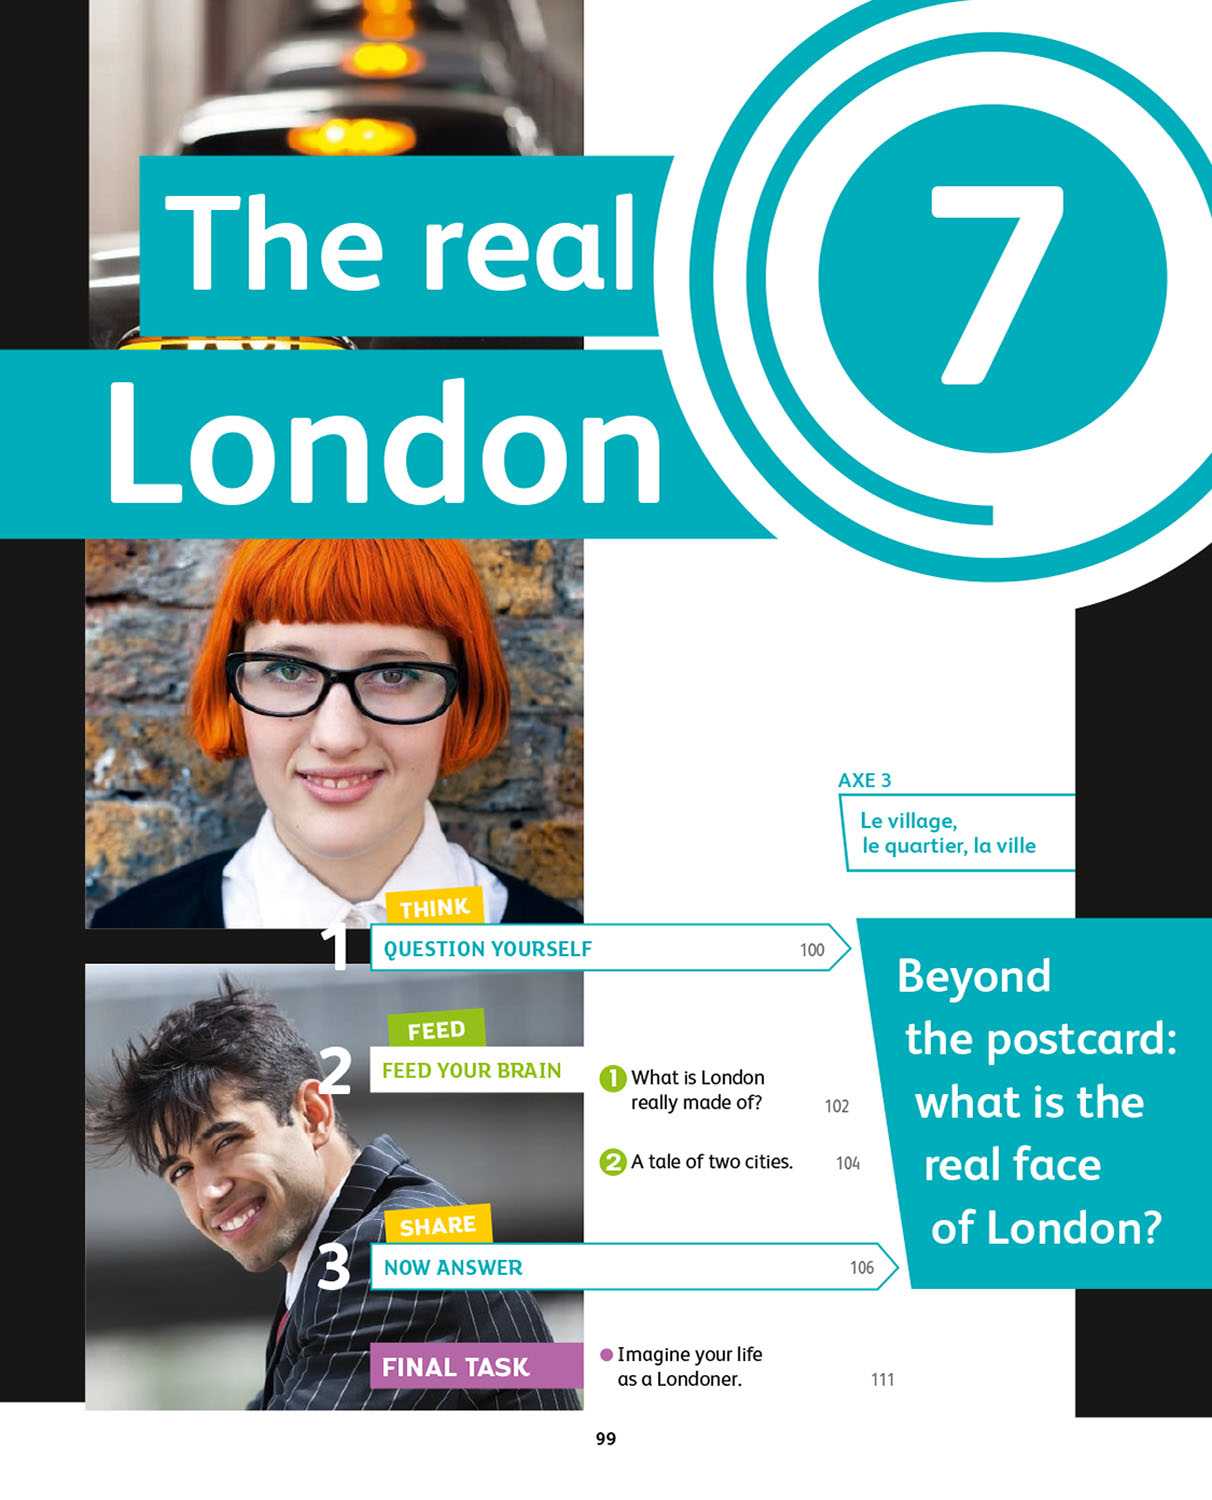 The real
London
7
AXE 3
Le village,
le quartier, la ville
THINK
1
QUESTION YOURSELF 100
FEED
2
FEED YOUR BRAIN
1 What is London
really made of? 102
2 A tale of two cities. 104
SHARE
3
NOW ANSWER 106
FINAL TASK
Imagine your life
as a Londoner. 111
Beyond
the postcard:
what is the
real face
of London?
99